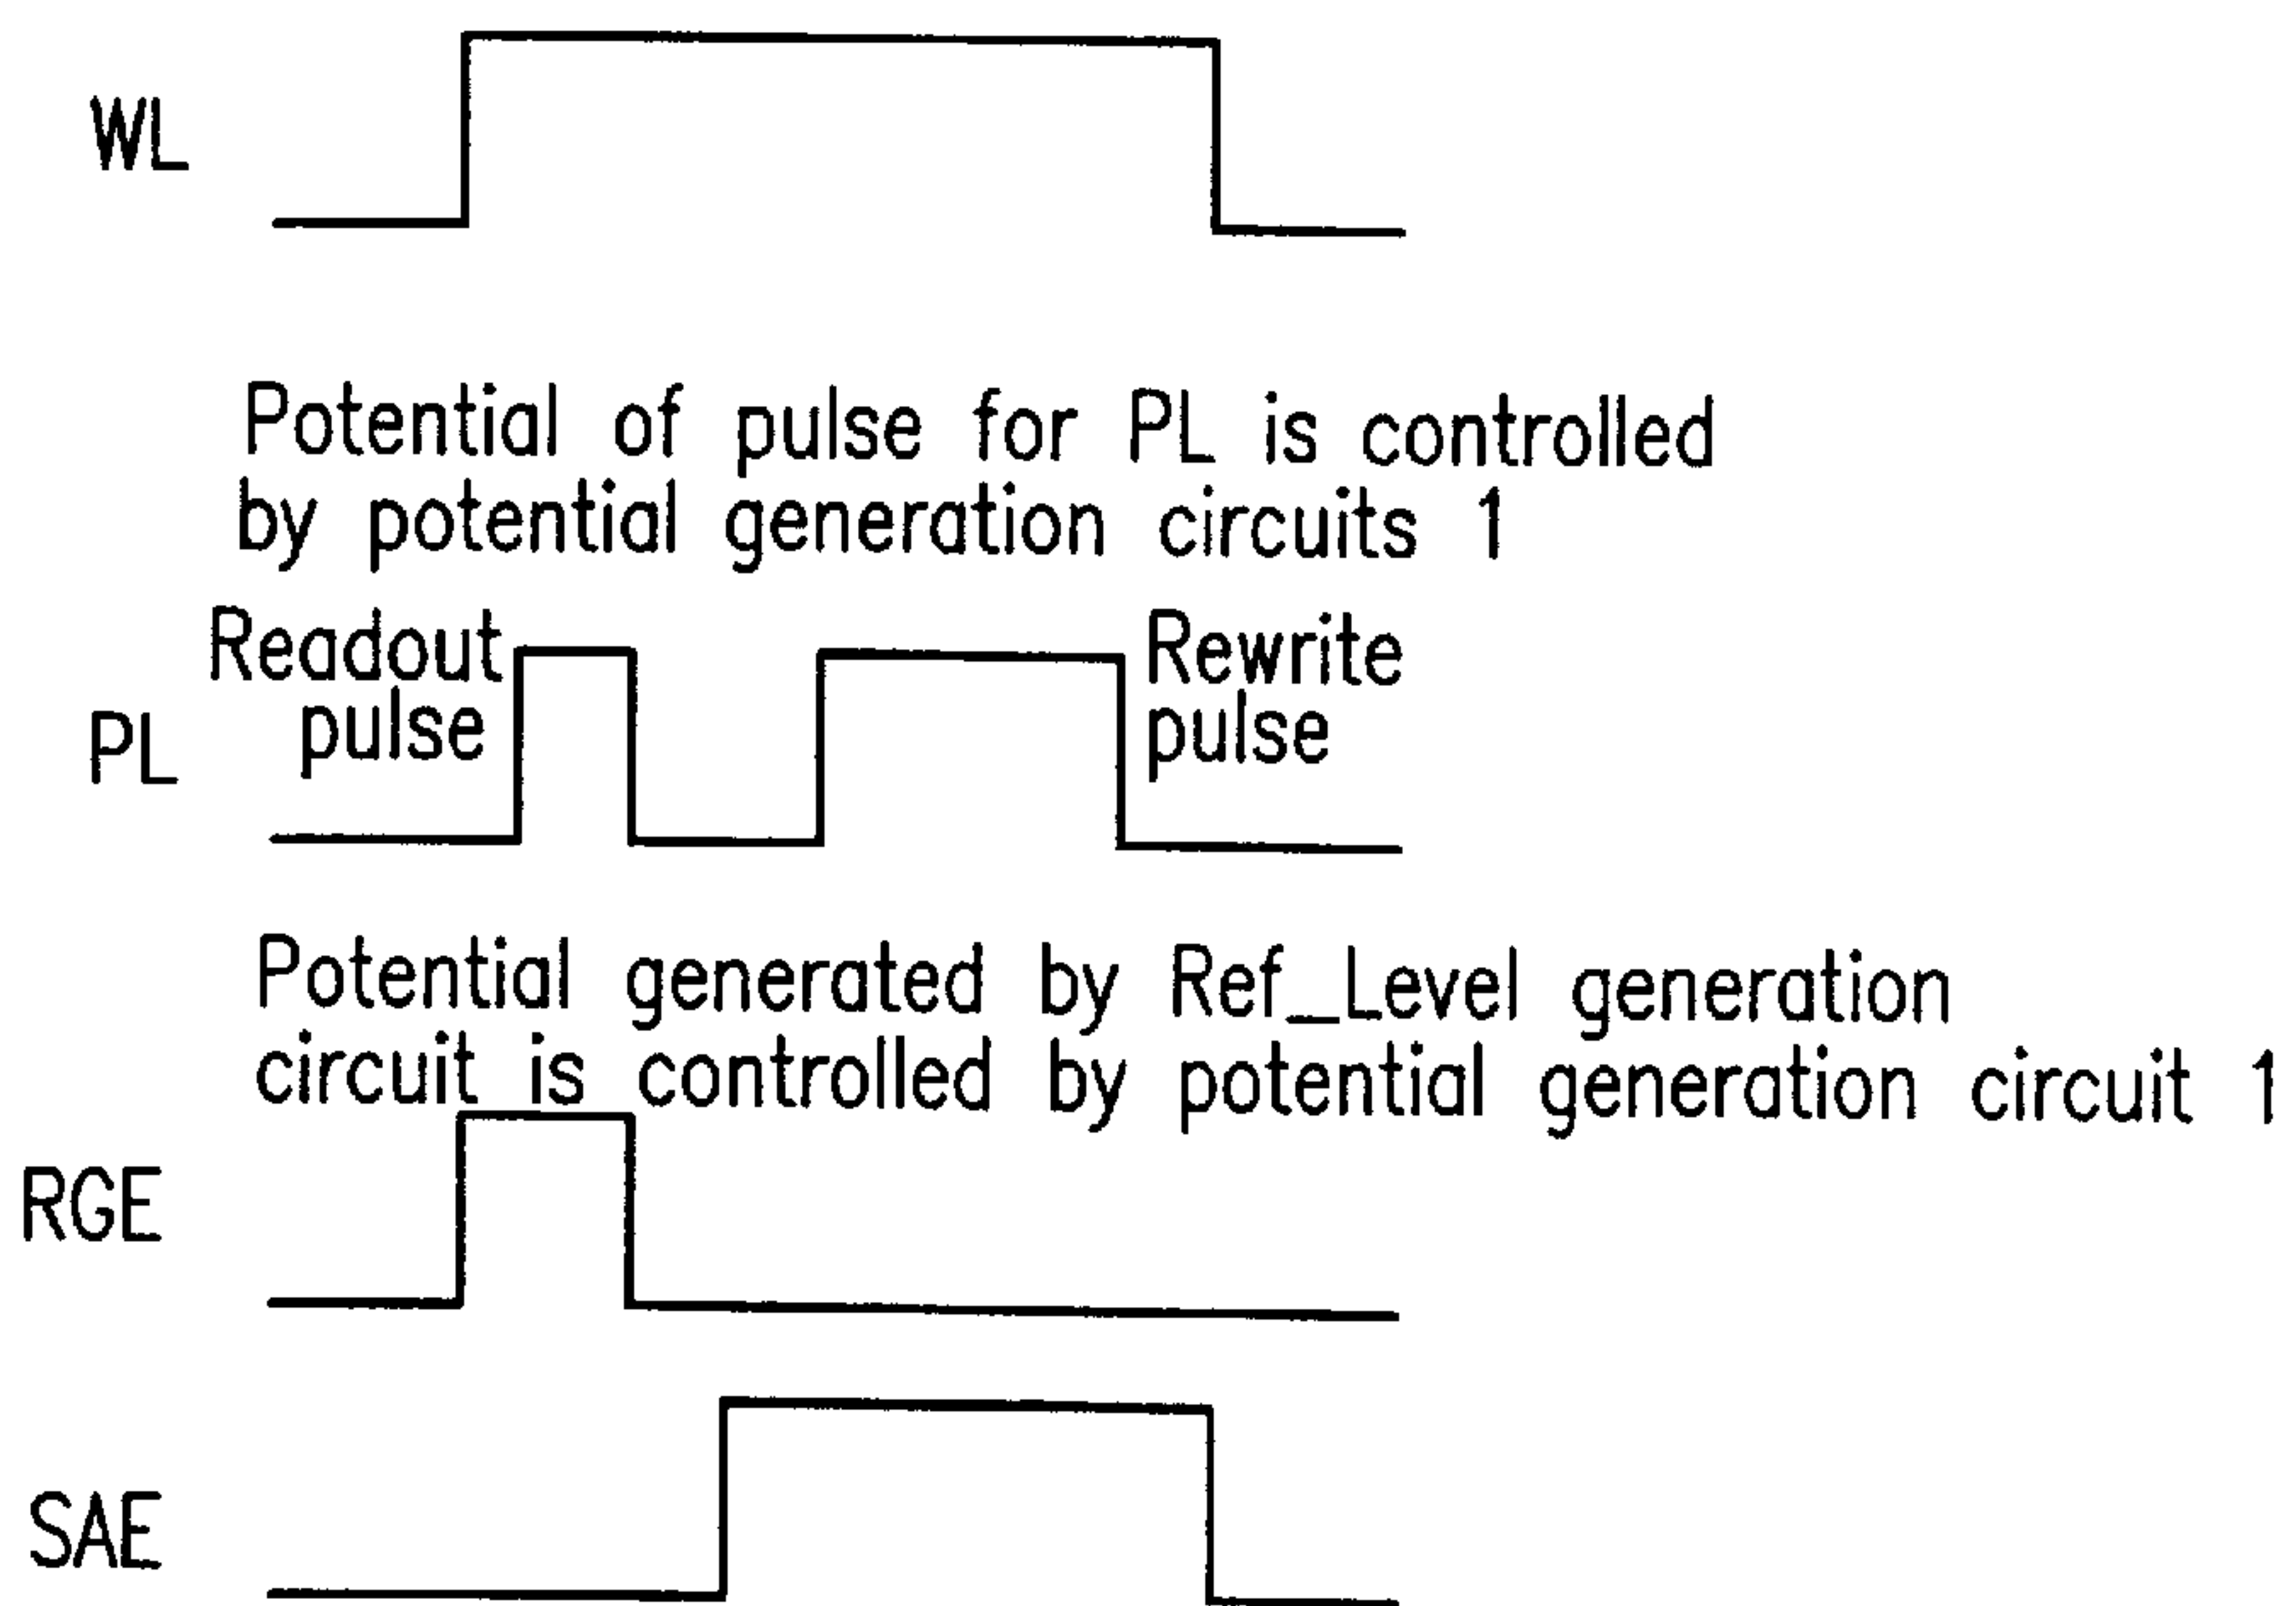 WL
Potential of pulse for PL is controlled
by potential generation circuits 1
Readout
pulse
Rewrite
pulse
PL
Potential generated by Ref_Level generation
circuit is controlled by potential generation circuit 1
RGE
SAE